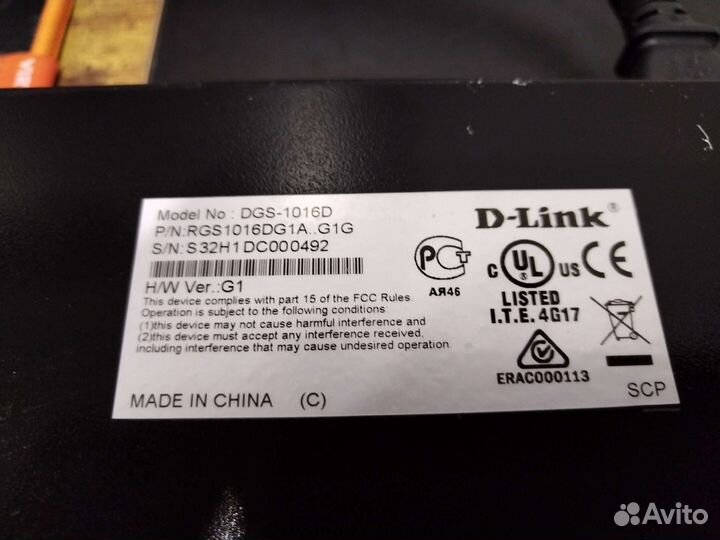 Model No : DGS-1016D
P/N:RGS1016DG1A..G1G
S/N:S32H1DC000492
H/W Ver.:G1
This device complies with part 15 of the FCC Rules
Operation is subject to the following conditions:
(1)this device may not cause harmful interference and
(2)this device must accept any interference received,
including interference that may cause undesired operation.
MADE IN CHINA (C)
D-Link®
PCT
АЯ46
C UL US CE
LISTED
I.T.E. 4G17
ERAC000113
SCP
Avito